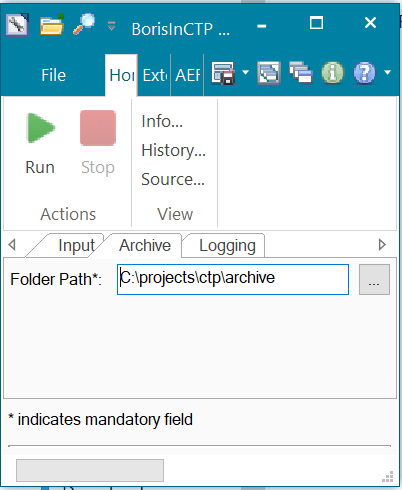 BorisInCTP ...
File
Hor
Ext
AEF
Run
Stop
Info...
History...
Source...
Actions
View
Input
Archive
Logging
Folder Path*:
C:\projects\ctp\archive
...
* indicates mandatory field